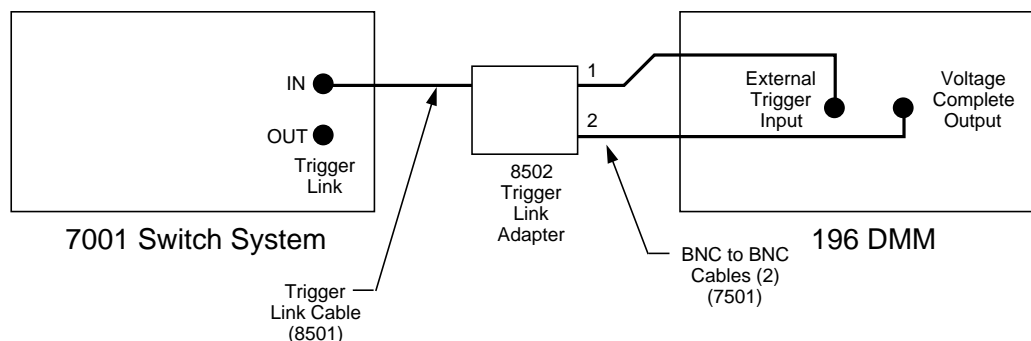 IN
OUT
Trigger
Link
7001 Switch System
Trigger
Link Cable
(8501)
1
2
8502
Trigger
Link
Adapter
BNC to BNC
Cables (2)
(7501)
External
Trigger
Input
Voltage
Complete
Output
196 DMM